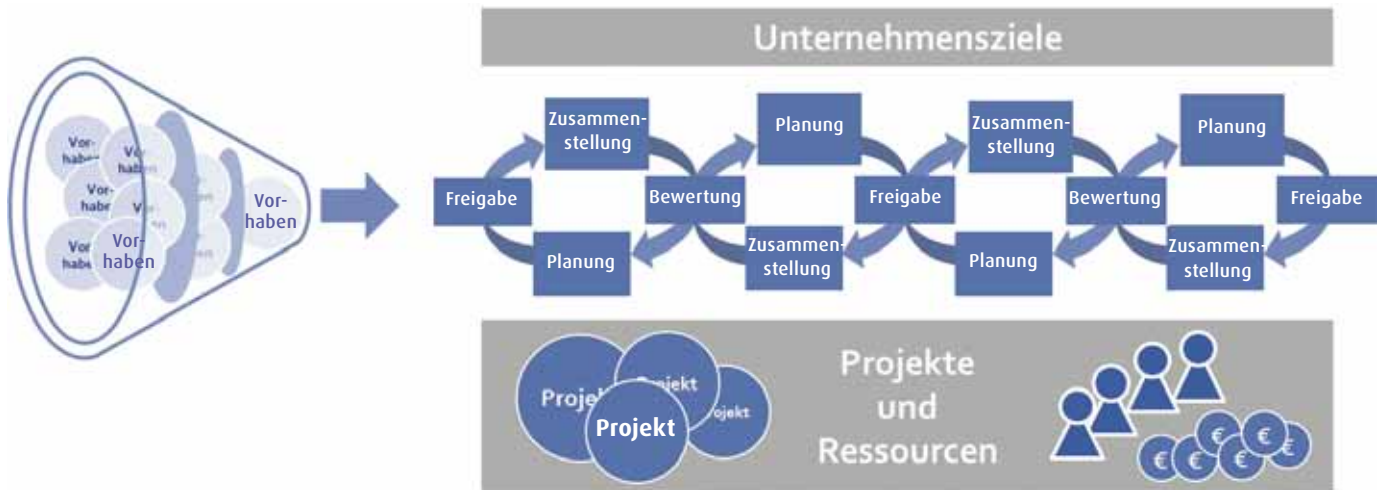 Unternehmensziele
Vor-
haben
Vor-
haben
Vor-
haben
Vor-
Vor-
haben
Vor-
haben
Zusammen-
stellung
Planung
Zusammen-
stellung
Planung
Freigabe
Bewertung
Freigabe
Bewertung
Freigabe
Planung
Zusammen-
stellung
Planung
Zusammen-
stellung
Projekt
Projekte
und
Ressourcen
€ € € € € €